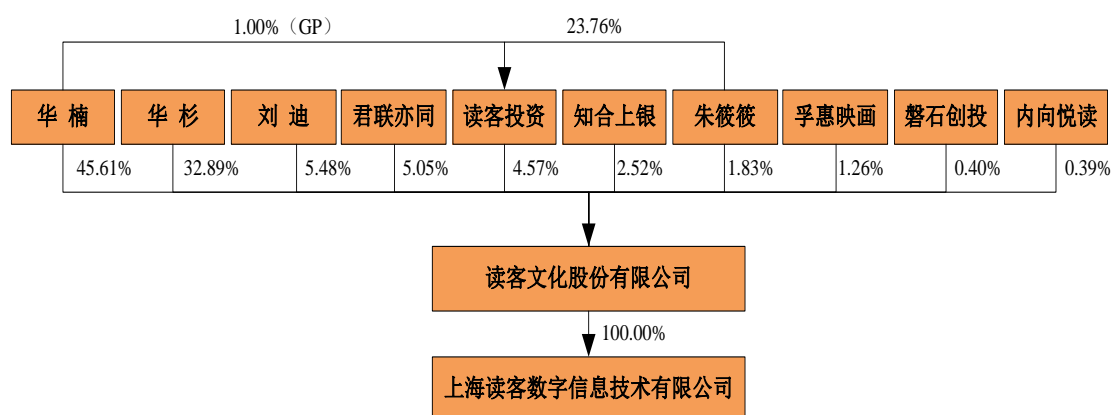 1.00%（GP） 23.76%
华 楠 华 杉 刘 迪 君联亦同 读客投资 知合上银 朱筱筱 孚惠映画 磐石创投 内向悦读
45.61% 32.89% 5.48% 5.05% 4.57% 2.52% 1.83% 1.26% 0.40% 0.39%
读客文化股份有限公司
100.00%
上海读客数字信息技术有限公司